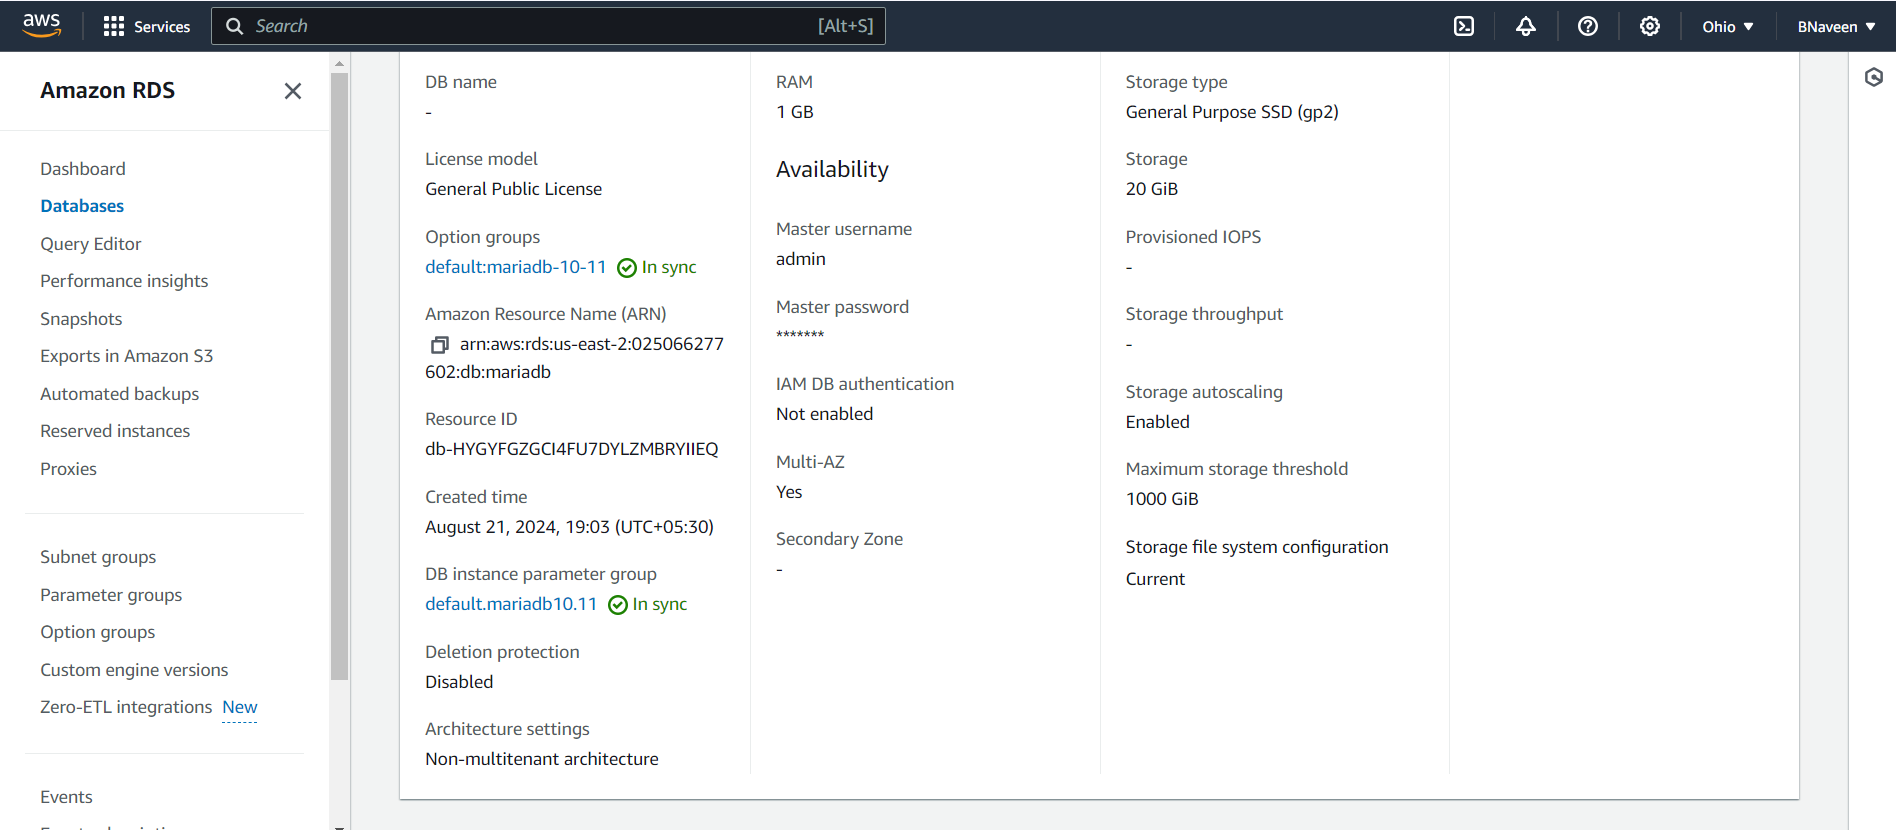 aws
Services
Search
[Alt+S]
Ohio
BNaveen
Amazon RDS
Dashboard
Databases
Query Editor
Performance insights
Snapshots
Exports in Amazon S3
Automated backups
Reserved instances
Proxies
Subnet groups
Parameter groups
Option groups
Custom engine versions
Zero-ETL integrations New
Events
DB name
-
License model
General Public License
Option groups
default:mariadb-10-11 In sync
Amazon Resource Name (ARN)
arn:aws:rds:us-east-2:025066277
602:db:mariadb
Resource ID
db-HYGYFGZGCI4FU7DYLZMBRYIIEQ
Created time
August 21, 2024, 19:03 (UTC+05:30)
DB instance parameter group
default.mariadb10.11 In sync
Deletion protection
Disabled
Architecture settings
Non-multitenant architecture
RAM
1 GB
Availability
Master username
admin
Master password
*******
IAM DB authentication
Not enabled
Multi-AZ
Yes
Secondary Zone
-
Storage type
General Purpose SSD (gp2)
Storage
20 GiB
Provisioned IOPS
-
Storage throughput
-
Storage autoscaling
Enabled
Maximum storage threshold
1000 GiB
Storage file system configuration
Current